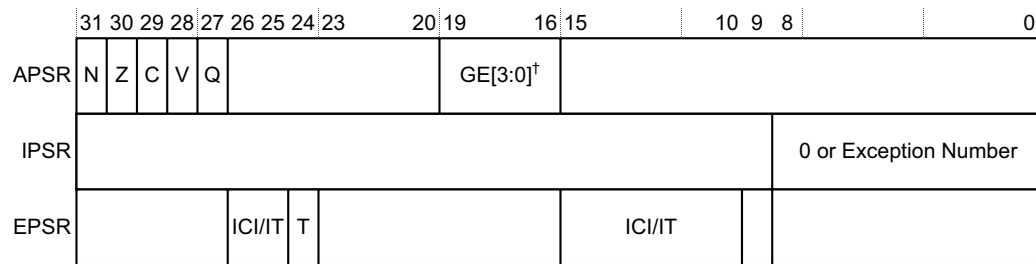 31 30 29 28 27 26 25 24 23 20 19 16 15 10 9 8 0
APSR N Z C V Q GE[3:0]†
IPSR 0 or Exception Number
EPSR ICI/IT T ICI/IT